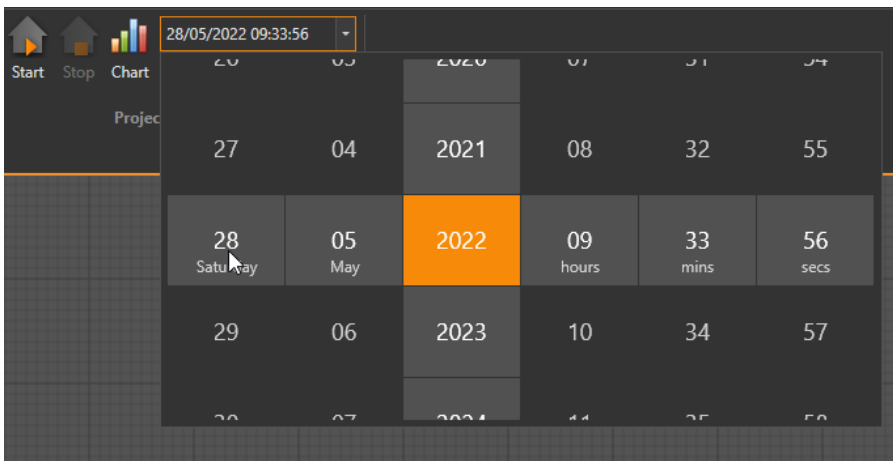 28/05/2022 09:33:56
Start Stop Chart
Projec
27 04 2021 08 32 55
28 05 2022 09 33 56
Saturday May hours mins secs
29 06 2023 10 34 57